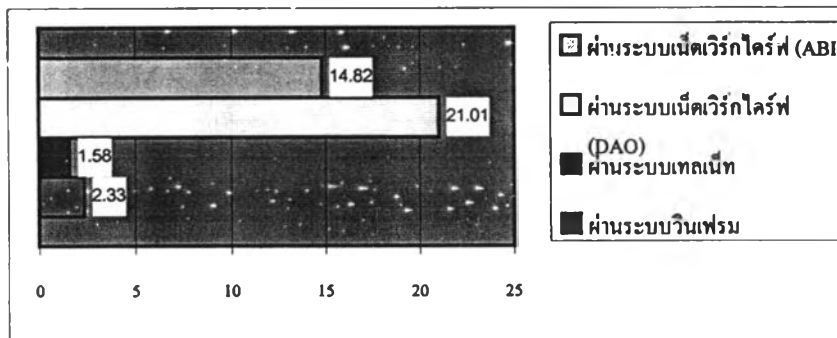 14.82
21.01
1.58
2.33
0 5 10 15 20 25
ผ่านระบบเน็ตเวิร์กไดร์ฟ (ABI
ผ่านระบบเน็ตเวิร์กไดร์ฟ
(DAO)
ผ่านระบบเทลเน็ท
ผ่านระบบวินเฟรม